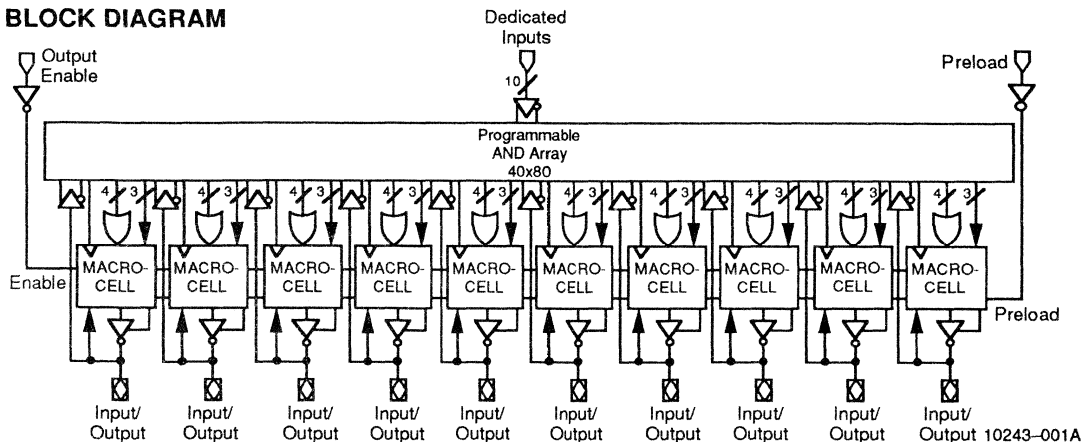 BLOCK DIAGRAM
Output
Enable
Dedicated
Inputs
10
Preload
Programmable
AND Array
40x80
4 3 4 3 4 3 4 3 4 3 4 3 4 3 4 3 4 3 4 3
MACRO- MACRO- MACRO- MACRO- MACRO- MACRO- MACRO- MACRO- MACRO- MACRO-
CELL CELL CELL CELL CELL CELL CELL CELL CELL CELL
Enable
Preload
Input/ Input/ Input/ Input/ Input/ Input/ Input/ Input/ Input/ Input/
Output Output Output Output Output Output Output Output Output Output 10243–001A